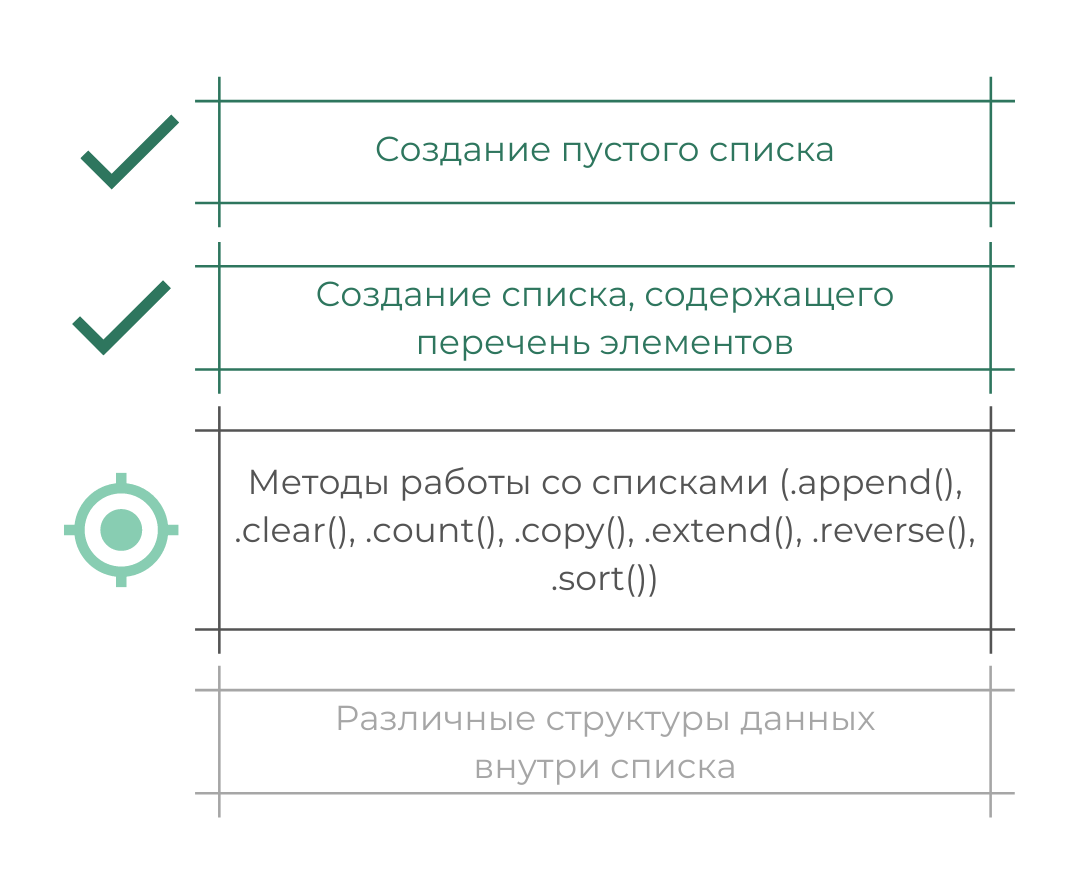 Создание пустого списка
Создание списка, содержащего
перечень элементов
Методы работы со списками (.append(),
.clear(), .count(), .copy(), .extend(), .reverse(),
.sort())
Различные структуры данных
внутри списка